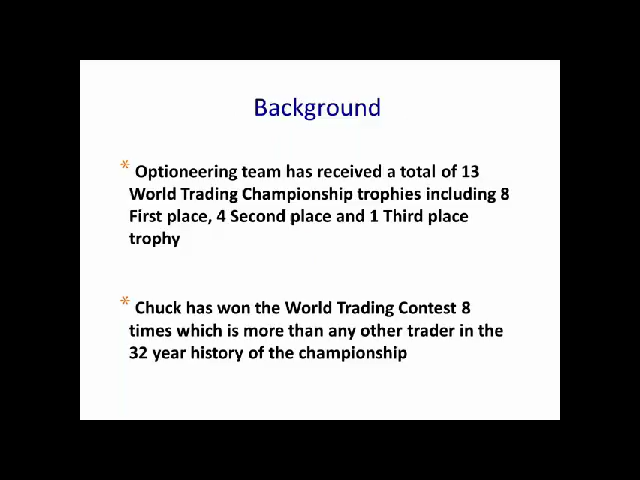 Background
* Optioneering team has received a total of 13
World Trading Championship trophies including 8
First place, 4 Second place and 1 Third place
trophy
* Chuck has won the World Trading Contest 8
times which is more than any other trader in the
32 year history of the championship